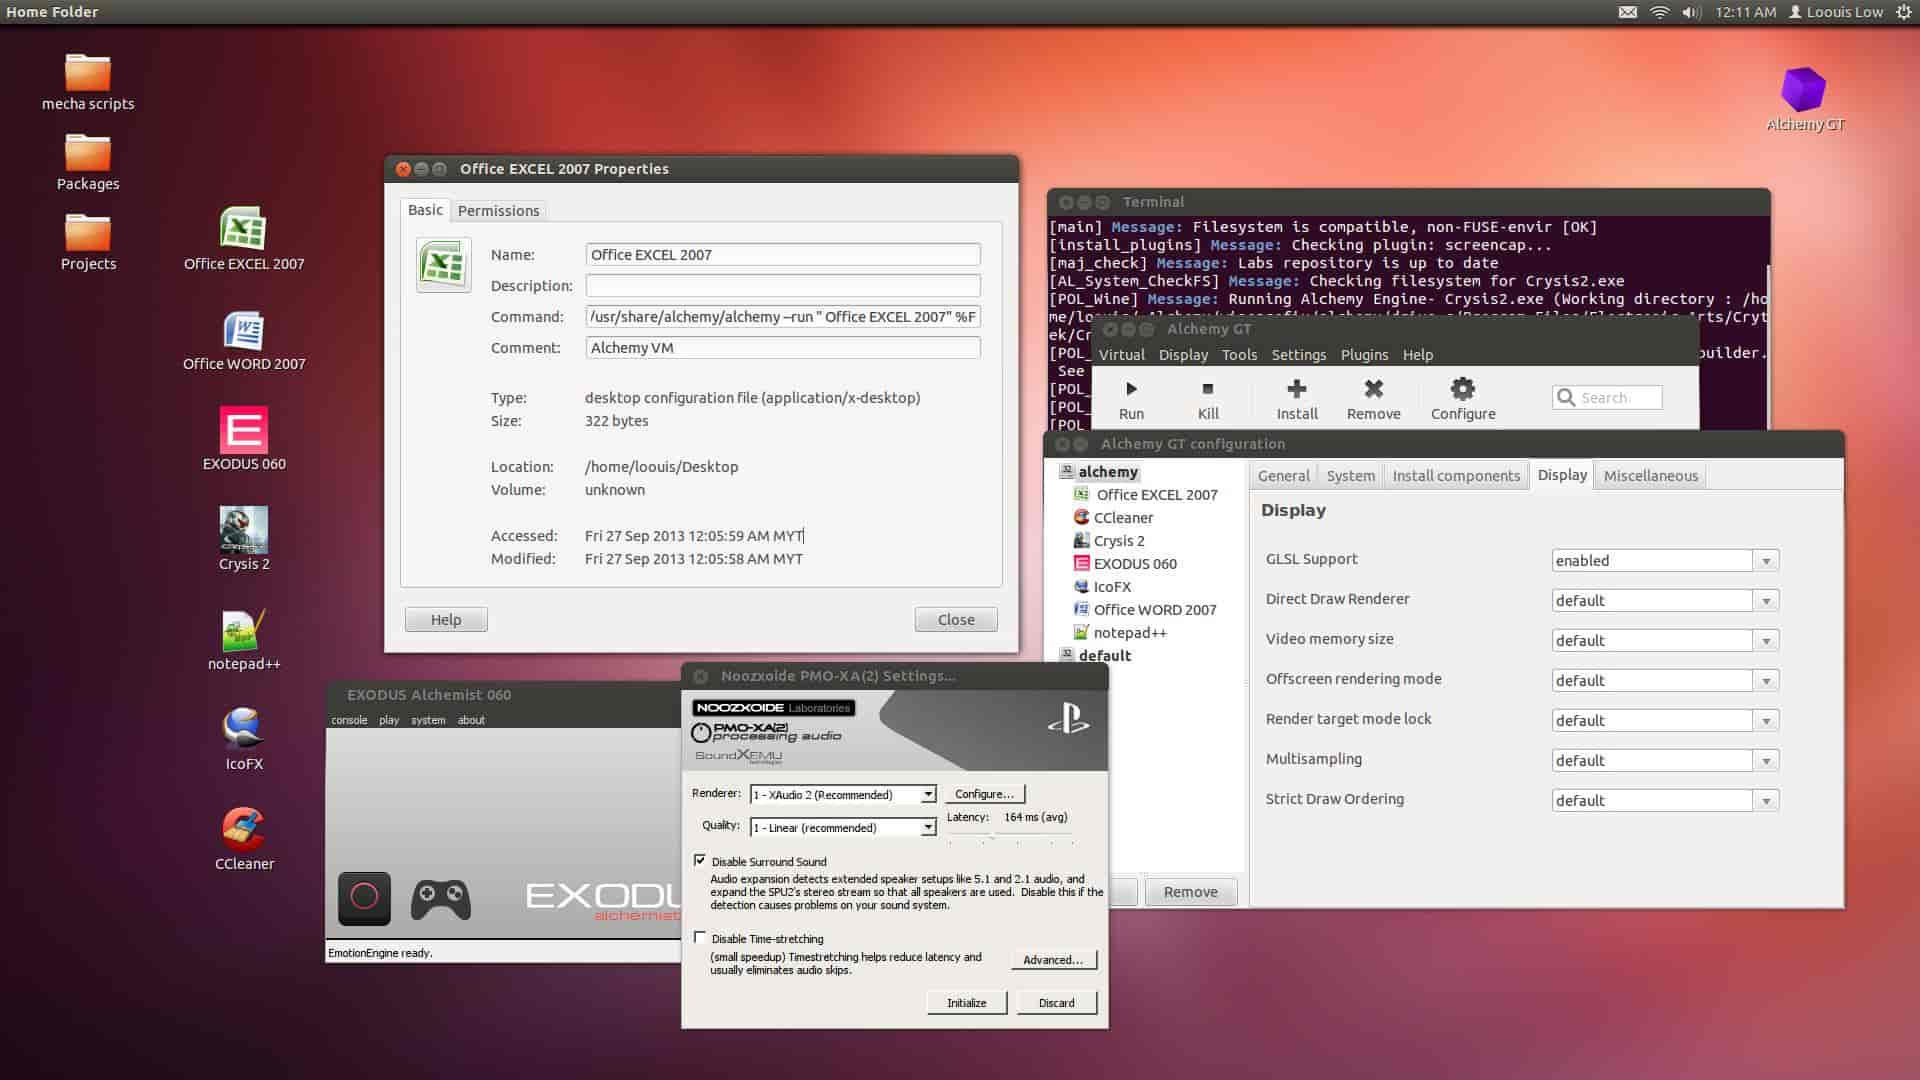 Home Folder
12:11 AM
Loouis Low
mecha scripts
Packages
Projects
Office EXCEL 2007
Office WORD 2007
EXODUS 060
Crysis 2
notepad++
IcoFX
CCleaner
Alchemy GT
Office EXCEL 2007 Properties
Basic Permissions
Name: Office EXCEL 2007
Description:
Command: /usr/share/alchemy/alchemy --run " Office EXCEL 2007" %F
Comment: Alchemy VM
Type: desktop configuration file (application/x-desktop)
Size: 322 bytes
Location: /home/loouis/Desktop
Volume: unknown
Accessed: Fri 27 Sep 2013 12:05:59 AM MYT
Modified: Fri 27 Sep 2013 12:05:58 AM MYT
Help Close
Terminal
[main] Message: Filesystem is compatible, non-FUSE-envir [OK]
[install_plugins] Message: Checking plugin: screencap...
[maj_check] Message: Labs repository is up to date
[AL_System_CheckFS] Message: Checking filesystem for Crysis2.exe
[POL_Wine] Message: Running Alchemy Engine- Crysis2.exe (Working directory : /ho
ek/Cr
[POL_ builder.
See
[POL_
[POL_
[POL
Alchemy GT
Virtual Display Tools Settings Plugins Help
Run Kill Install Remove Configure Search
Alchemy GT configuration
alchemy
Office EXCEL 2007
CCleaner
Crysis 2
EXODUS 060
IcoFX
Office WORD 2007
notepad++
default
Remove
General System Install components Display Miscellaneous
Display
GLSL Support enabled
Direct Draw Renderer default
Video memory size default
Offscreen rendering mode default
Render target mode lock default
Multisampling default
Strict Draw Ordering default
EXODUS Alchemist 060
console play system about
EXODU
alchemist
EmotionEngine ready.
Noozxoide PMO-XA(2) Settings...
NOOZXOIDE Laboratories
PMO-XA(2)
processing audio
SoundXEMU
technologies
Renderer: 1 - XAudio 2 (Recommended) Configure...
Latency: 164 ms (avg)
Quality: 1 - Linear (recommended)
Disable Surround Sound
Audio expansion detects extended speaker setups like 5.1 and 2.1 audio, and
expand the SPU2's stereo stream so that all speakers are used. Disable this if the
detection causes problems on your sound system.
Disable Time-stretching
(small speedup) Timestretching helps reduce latency and
usually eliminates audio skips.
Advanced...
Initialize Discard